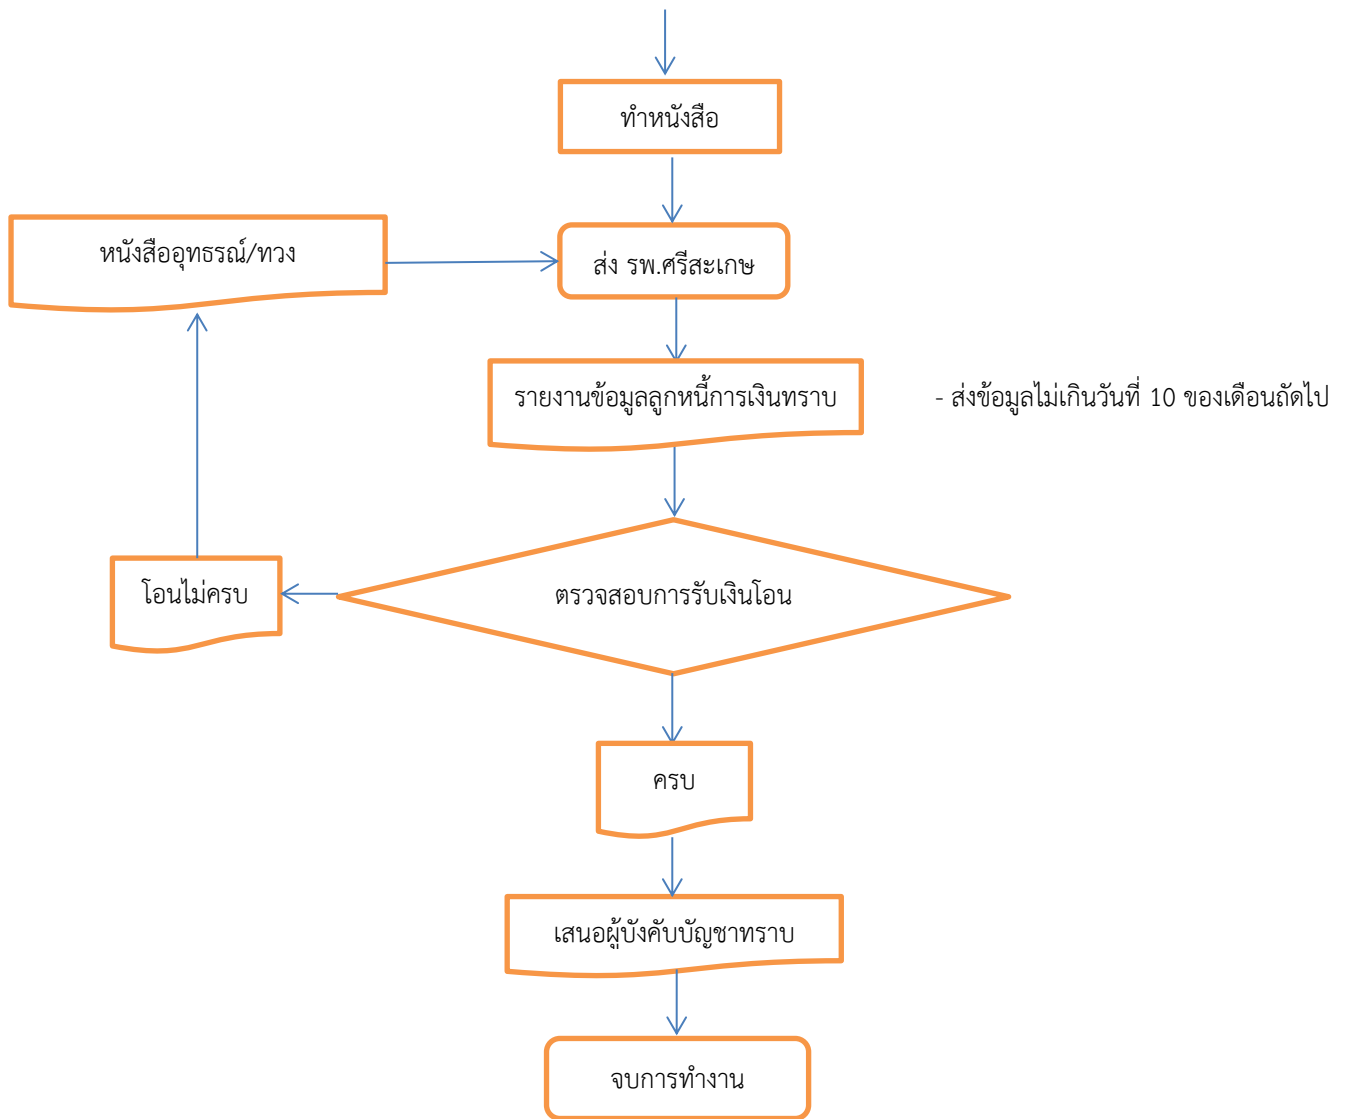 ทำหนังสือ
หนังสืออุทธรณ์/ทวง
ส่ง รพ.ศรีสะเกษ
รายงานข้อมูลลูกหนี้การเงินทราบ
- ส่งข้อมูลไม่เกินวันที่ 10 ของเดือนถัดไป
โอนไม่ครบ
ตรวจสอบการรับเงินโอน
ครบ
เสนอผู้บังคับบัญชาทราบ
จบการทำงาน